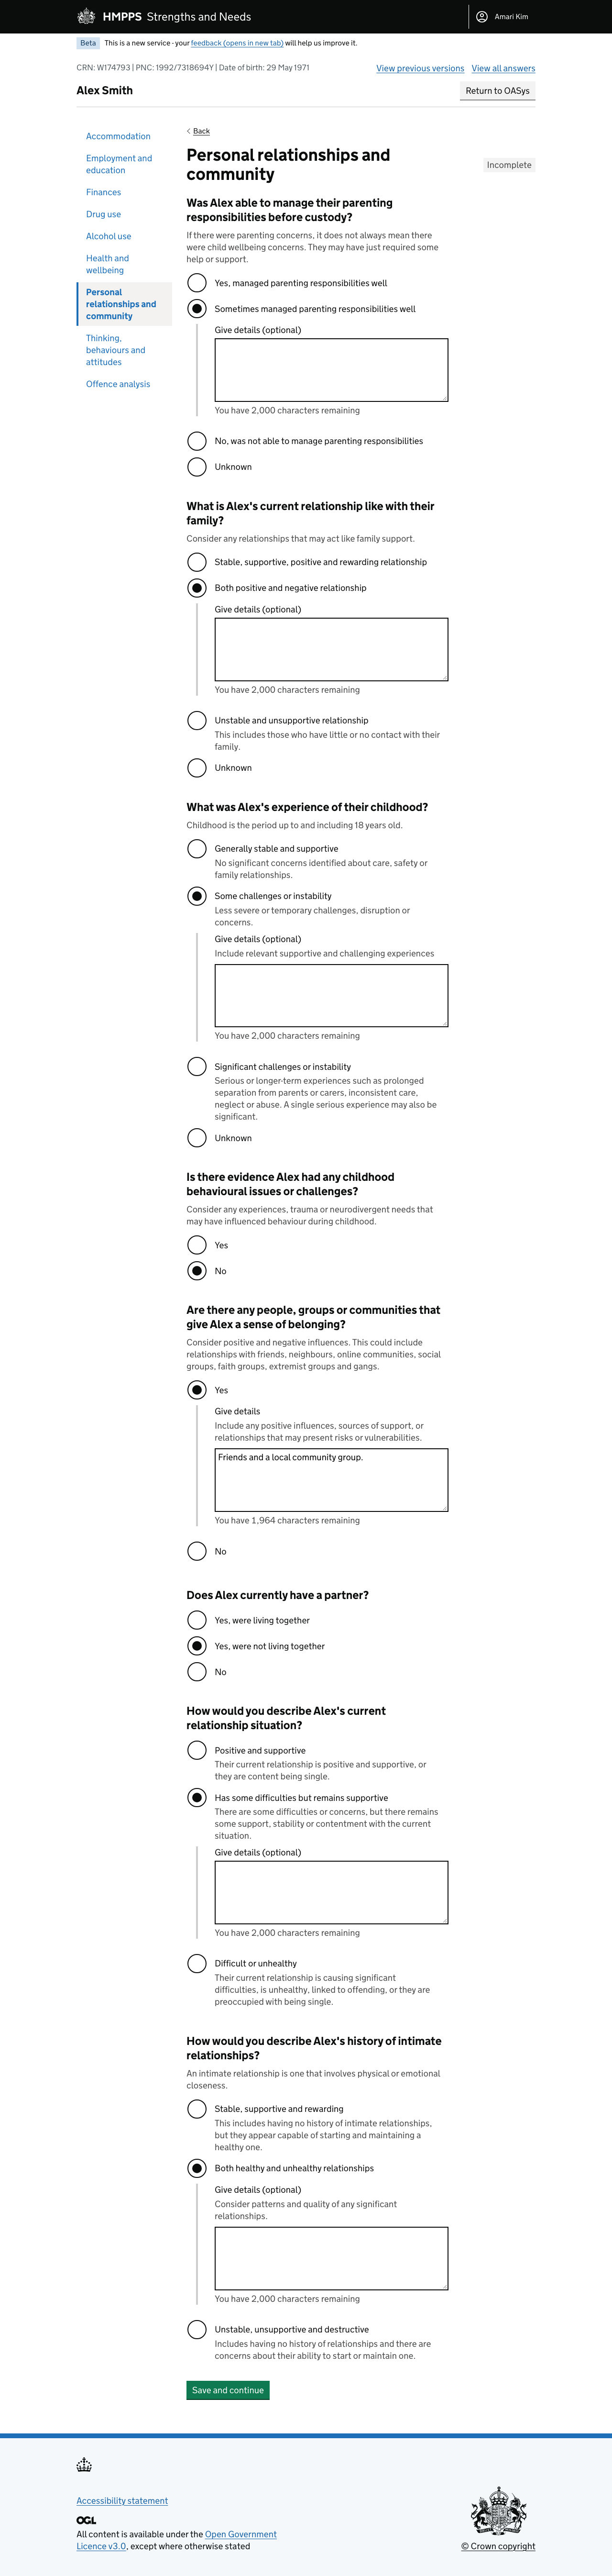 HMPPS Strengths and Needs
Amari Kim
Beta This is a new service - your feedback (opens in new tab) will help us improve it.
CRN: W174793 | PNC: 1992/7318694Y | Date of birth: 29 May 1971
View previous versions View all answers
Alex Smith
Return to OASys
Accommodation
Employment and
education
Finances
Drug use
Alcohol use
Health and
wellbeing
Personal
relationships and
community
Thinking,
behaviours and
attitudes
Offence analysis
Back
Personal relationships and
community
Incomplete
Was Alex able to manage their parenting
responsibilities before custody?
If there were parenting concerns, it does not always mean there
were child wellbeing concerns. They may have just required some
help or support.
Yes, managed parenting responsibilities well
Sometimes managed parenting responsibilities well
Give details (optional)
You have 2,000 characters remaining
No, was not able to manage parenting responsibilities
Unknown
What is Alex's current relationship like with their
family?
Consider any relationships that may act like family support.
Stable, supportive, positive and rewarding relationship
Both positive and negative relationship
Give details (optional)
You have 2,000 characters remaining
Unstable and unsupportive relationship
This includes those who have little or no contact with their
family.
Unknown
What was Alex's experience of their childhood?
Childhood is the period up to and including 18 years old.
Generally stable and supportive
No significant concerns identified about care, safety or
family relationships.
Some challenges or instability
Less severe or temporary challenges, disruption or
concerns.
Give details (optional)
Include relevant supportive and challenging experiences
You have 2,000 characters remaining
Significant challenges or instability
Serious or longer-term experiences such as prolonged
separation from parents or carers, inconsistent care,
neglect or abuse. A single serious experience may also be
significant.
Unknown
Is there evidence Alex had any childhood
behavioural issues or challenges?
Consider any experiences, trauma or neurodivergent needs that
may have influenced behaviour during childhood.
Yes
No
Are there any people, groups or communities that
give Alex a sense of belonging?
Consider positive and negative influences. This could include
relationships with friends, neighbours, online communities, social
groups, faith groups, extremist groups and gangs.
Yes
Give details
Include any positive influences, sources of support, or
relationships that may present risks or vulnerabilities.
Friends and a local community group.
You have 1,964 characters remaining
No
Does Alex currently have a partner?
Yes, were living together
Yes, were not living together
No
How would you describe Alex's current
relationship situation?
Positive and supportive
Their current relationship is positive and supportive, or
they are content being single.
Has some difficulties but remains supportive
There are some difficulties or concerns, but there remains
some support, stability or contentment with the current
situation.
Give details (optional)
You have 2,000 characters remaining
Difficult or unhealthy
Their current relationship is causing significant
difficulties, is unhealthy, linked to offending, or they are
preoccupied with being single.
How would you describe Alex's history of intimate
relationships?
An intimate relationship is one that involves physical or emotional
closeness.
Stable, supportive and rewarding
This includes having no history of intimate relationships,
but they appear capable of starting and maintaining a
healthy one.
Both healthy and unhealthy relationships
Give details (optional)
Consider patterns and quality of any significant
relationships.
You have 2,000 characters remaining
Unstable, unsupportive and destructive
Includes having no history of relationships and there are
concerns about their ability to start or maintain one.
Save and continue
Accessibility statement
OGL
All content is available under the Open Government
Licence v3.0, except where otherwise stated
© Crown copyright